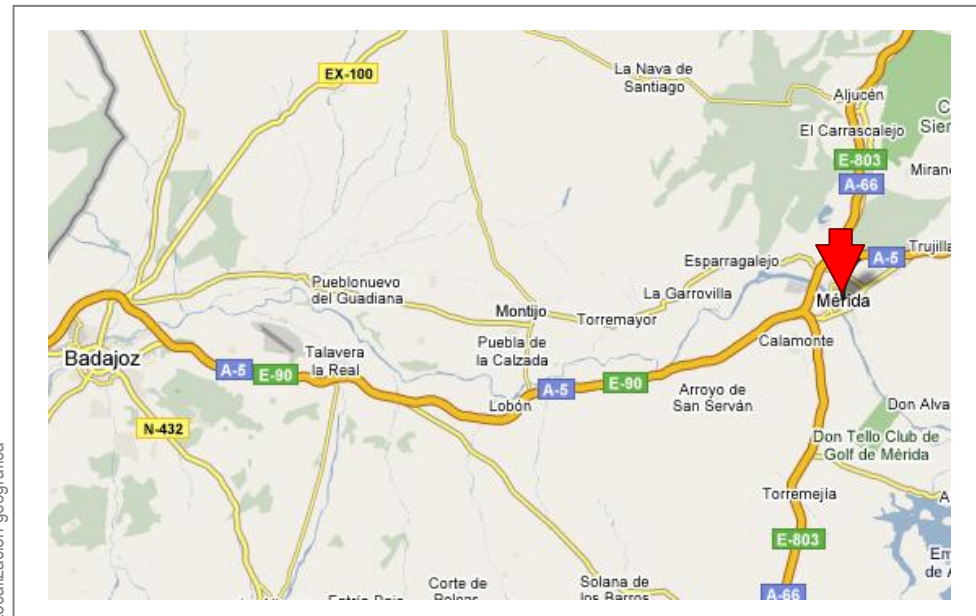 EX-100
La Nava de
Santiago
Aljucén
El Carrascalejo
Sier
E-803
A-66
Miran
Trujilla
A-5
Esparragalejo
Pueblonuevo
del Guadiana
La Garrovilla
Mérida
Montijo
Torremayor
Puebla de
la Calzada
Calamonte
Badajoz
Talavera
la Real
A-5
E-90
A-5
E-90
Lobón
Arroyo de
San Serván
Don Alva
N-432
Don Tello Club de
Golf de Mérida
Torremejía
E-803
Corte de
Solana de
los Barros
A-66
Em
de A